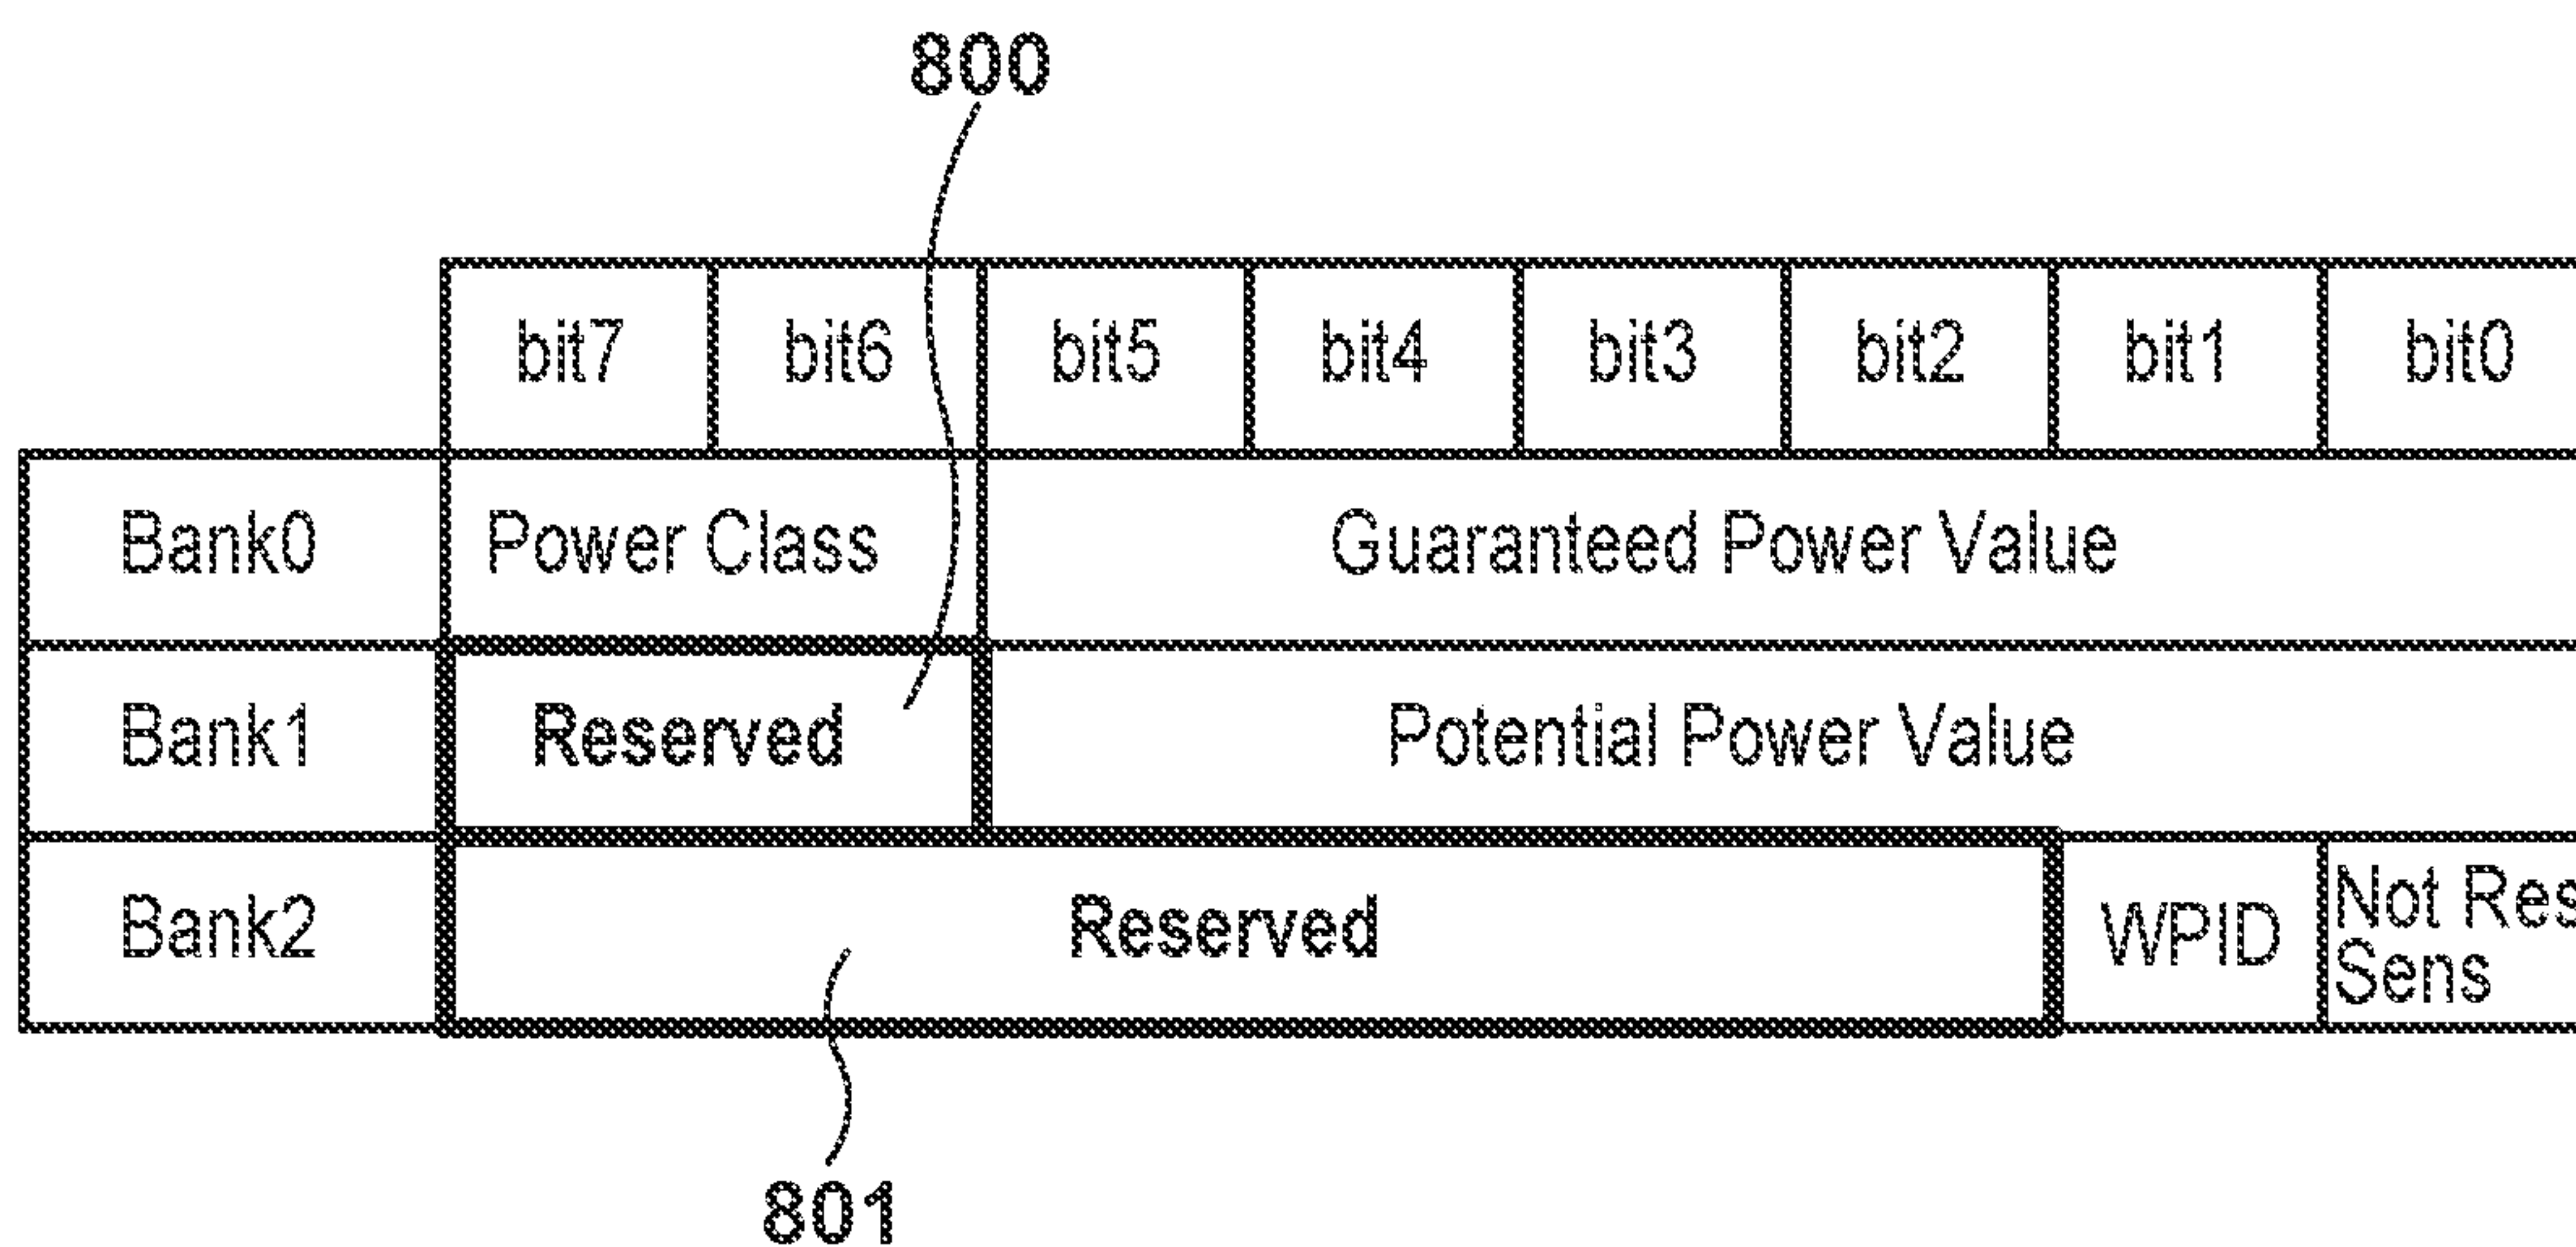 800
bit7 bit6 bit5 bit4 bit3 bit2 bit1 bit0
Bank0 Power Class Guaranteed Power Value
Bank1 Reserved Potential Power Value
Bank2 Reserved WPID Not Res
Sens
801